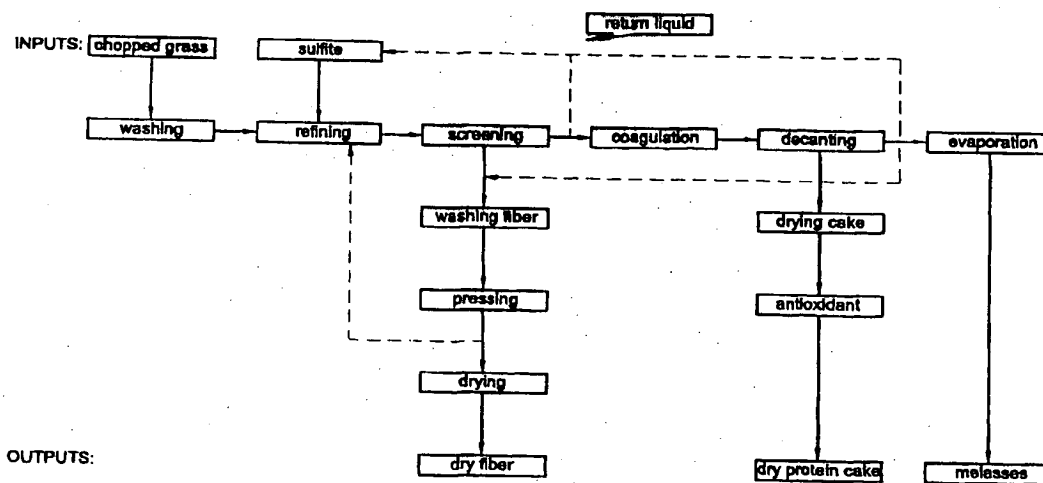 return liquid
INPUTS: chopped grass sulfite
washing refining screening coagulation decanting evaporation
washing fiber drying cake
pressing antioxidant
drying
OUTPUTS: dry fiber dry protein cake melasses